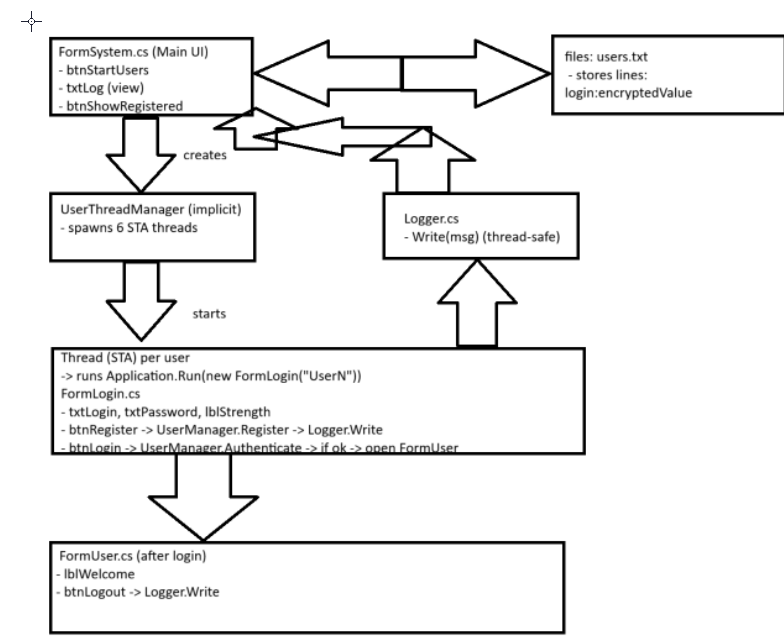 FormSystem.cs (Main UI)
- btnStartUsers
- txtLog (view)
- btnShowRegistered
files: users.txt
- stores lines:
login:encryptedValue
creates
UserThreadManager (implicit)
- spawns 6 STA threads
Logger.cs
- Write(msg) (thread-safe)
starts
Thread (STA) per user
-> runs Application.Run(new FormLogin("UserN"))
FormLogin.cs
- txtLogin, txtPassword, lblStrength
- btnRegister -> UserManager.Register -> Logger.Write
- btnLogin -> UserManager.Authenticate -> if ok -> open FormUser
FormUser.cs (after login)
- lblWelcome
- btnLogout -> Logger.Write